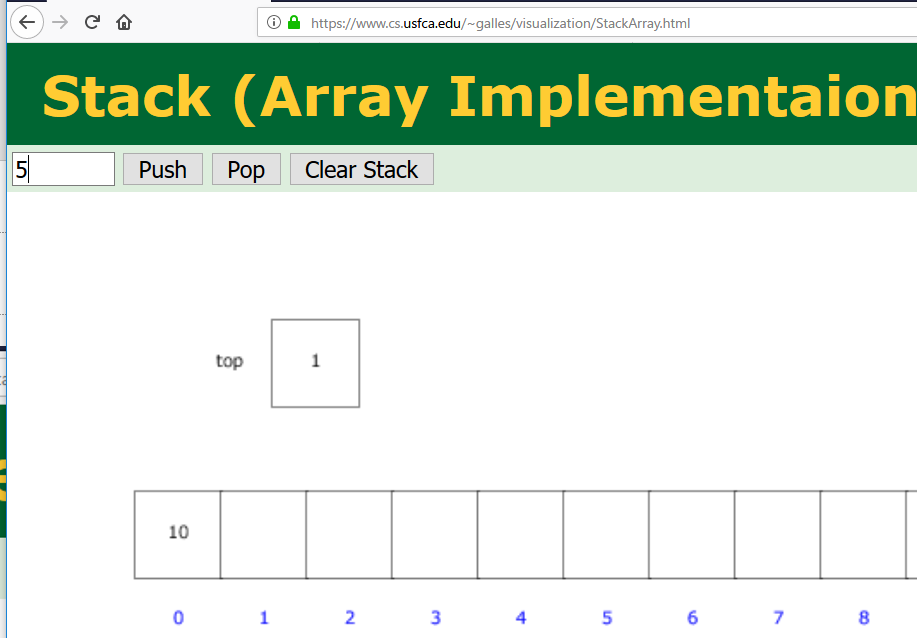 https://www.cs.usfca.edu/~galles/visualization/StackArray.html
Stack (Array Implementaion
5 Push Pop Clear Stack
top 1
10
0 1 2 3 4 5 6 7 8